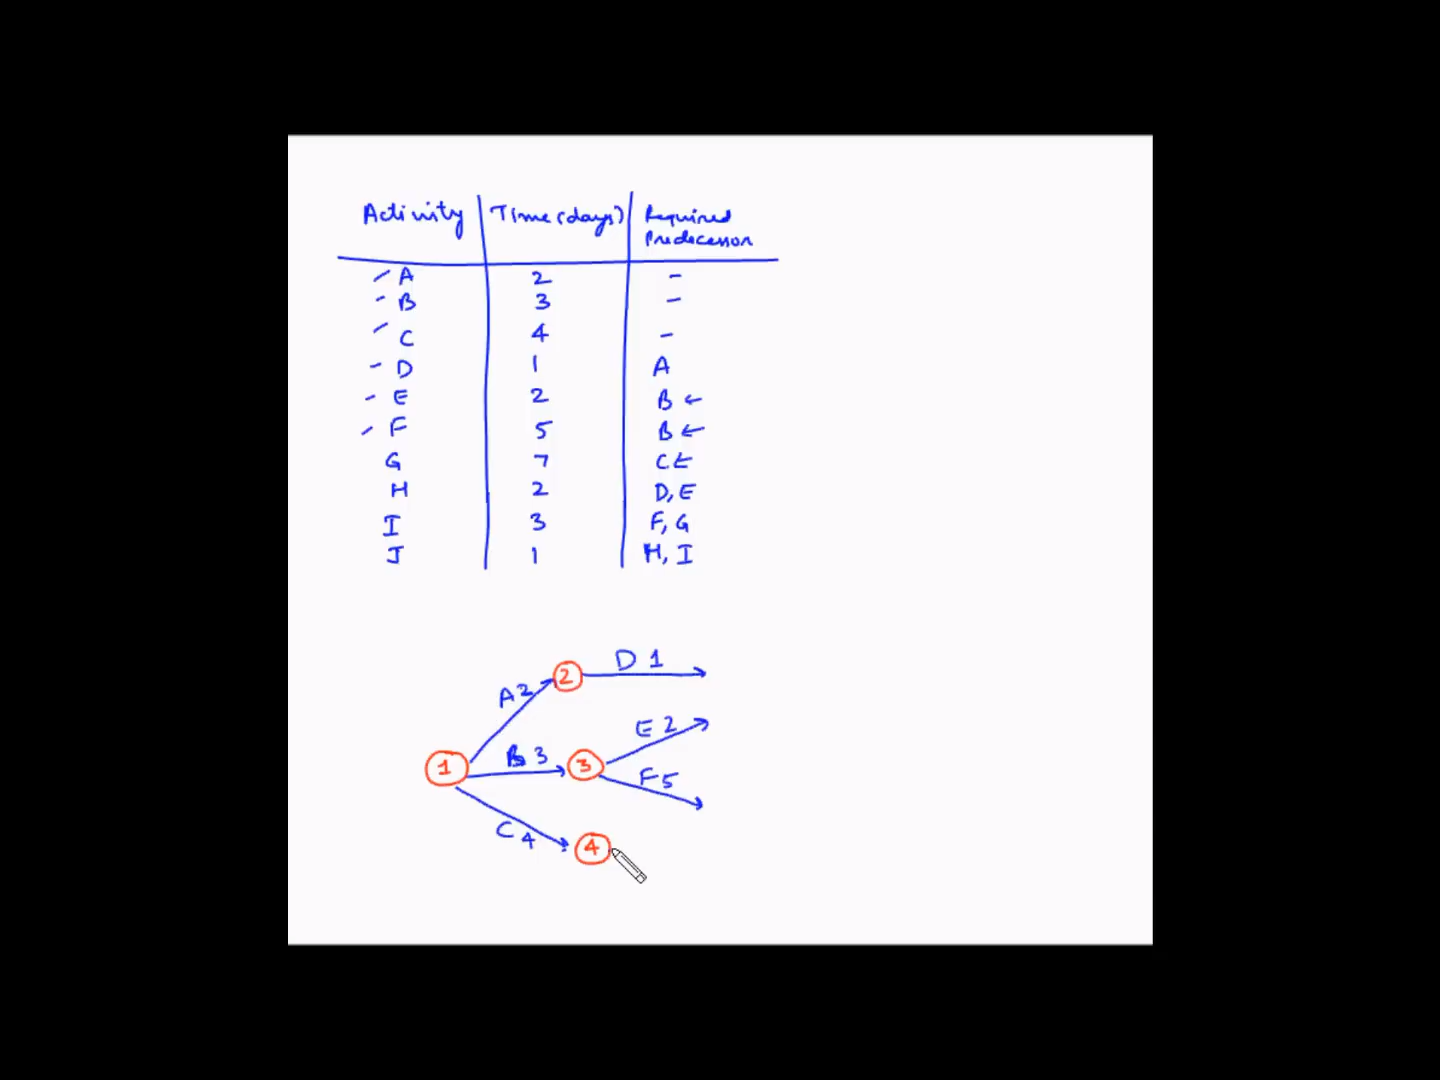 Activity Time (days) Required Predecessor
A 2 -
B 3 -
C 4 -
D 1 A
E 2 B ←
F 5 B ←
G 7 C ←
H 2 D, E
I 3 F, G
J 1 H, I
D 1
2
A 2
E 2
B 3
1
3
F 5
C 4
4